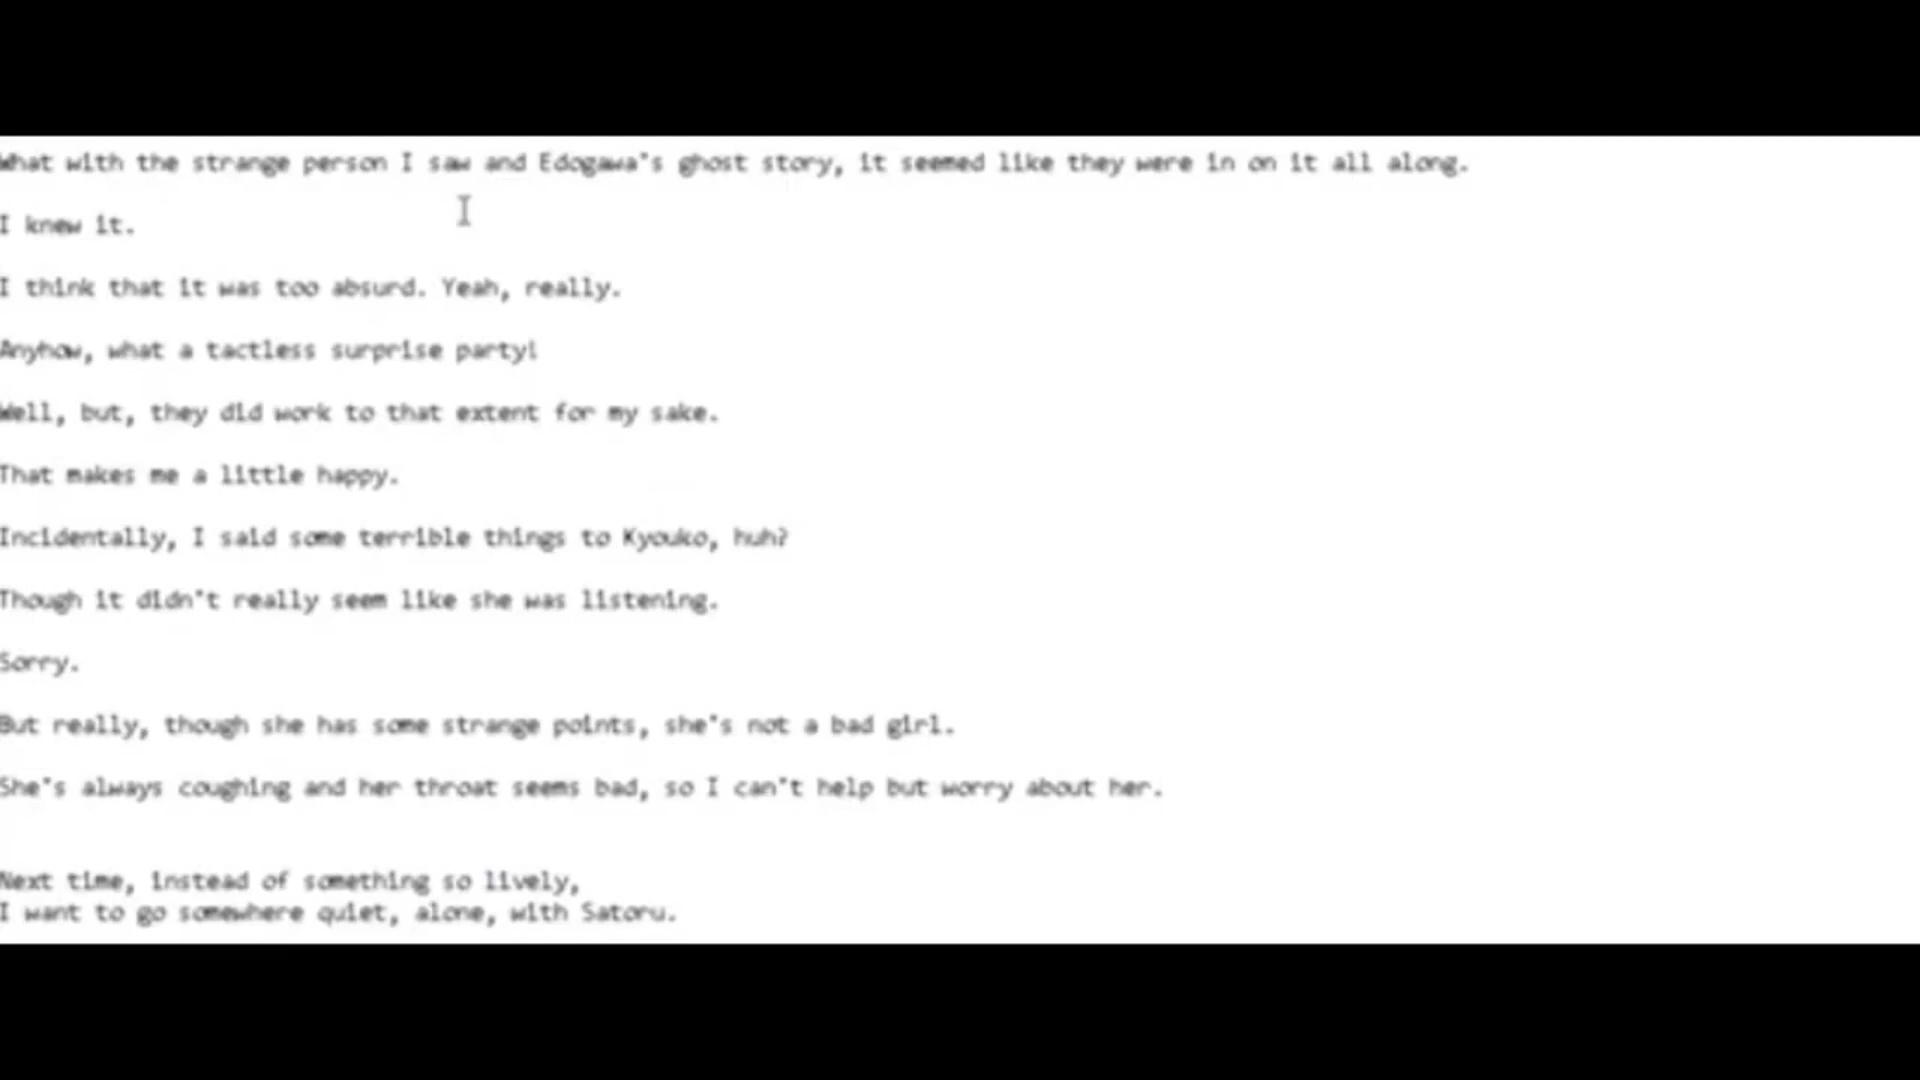 What with the strange person I saw and Edogawa's ghost story, it seemed like they were in on it all along.
I knew it.
I think that it was too absurd. Yeah, really.
Anyhow, what a tactless surprise party!
Well, but, they did work to that extent for my sake.
That makes me a little happy.
Incidentally, I said some terrible things to Kyouko, huh?
Though it didn't really seem like she was listening.
Sorry.
But really, though she has some strange points, she's not a bad girl.
She's always coughing and her throat seems bad, so I can't help but worry about her.
Next time, instead of something so lively,
I want to go somewhere quiet, alone, with Satoru.